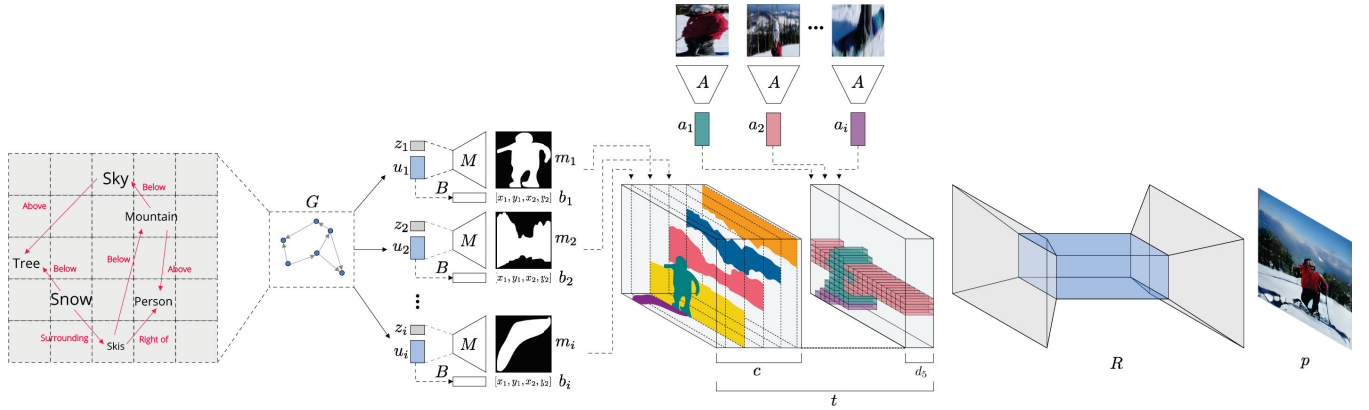 Sky
Below
Above
Mountain
Tree
Below
Below
Above
Snow
Person
Surrounding
Skis
Right of
G
z₁
u₁
M
m₁
B
[x₁, y₁, x₂, y₂]
b₁
z₂
u₂
M
m₂
B
[x₁, y₁, x₂, y₂]
b₂
zᵢ
uᵢ
M
mᵢ
B
[x₁, y₁, x₂, y₂]
bᵢ
A A A
a₁ a₂ aᵢ
c
d₅
t
R
p